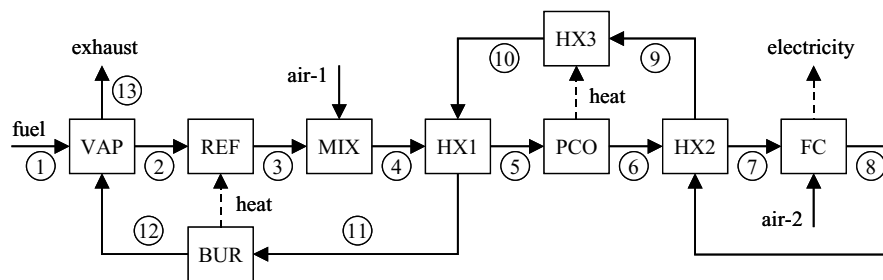 exhaust
HX3
electricity
10
9
air-1
13
heat
fuel
VAP
REF
MIX
HX1
PCO
HX2
FC
1
2
3
4
5
6
7
8
heat
12
11
air-2
BUR